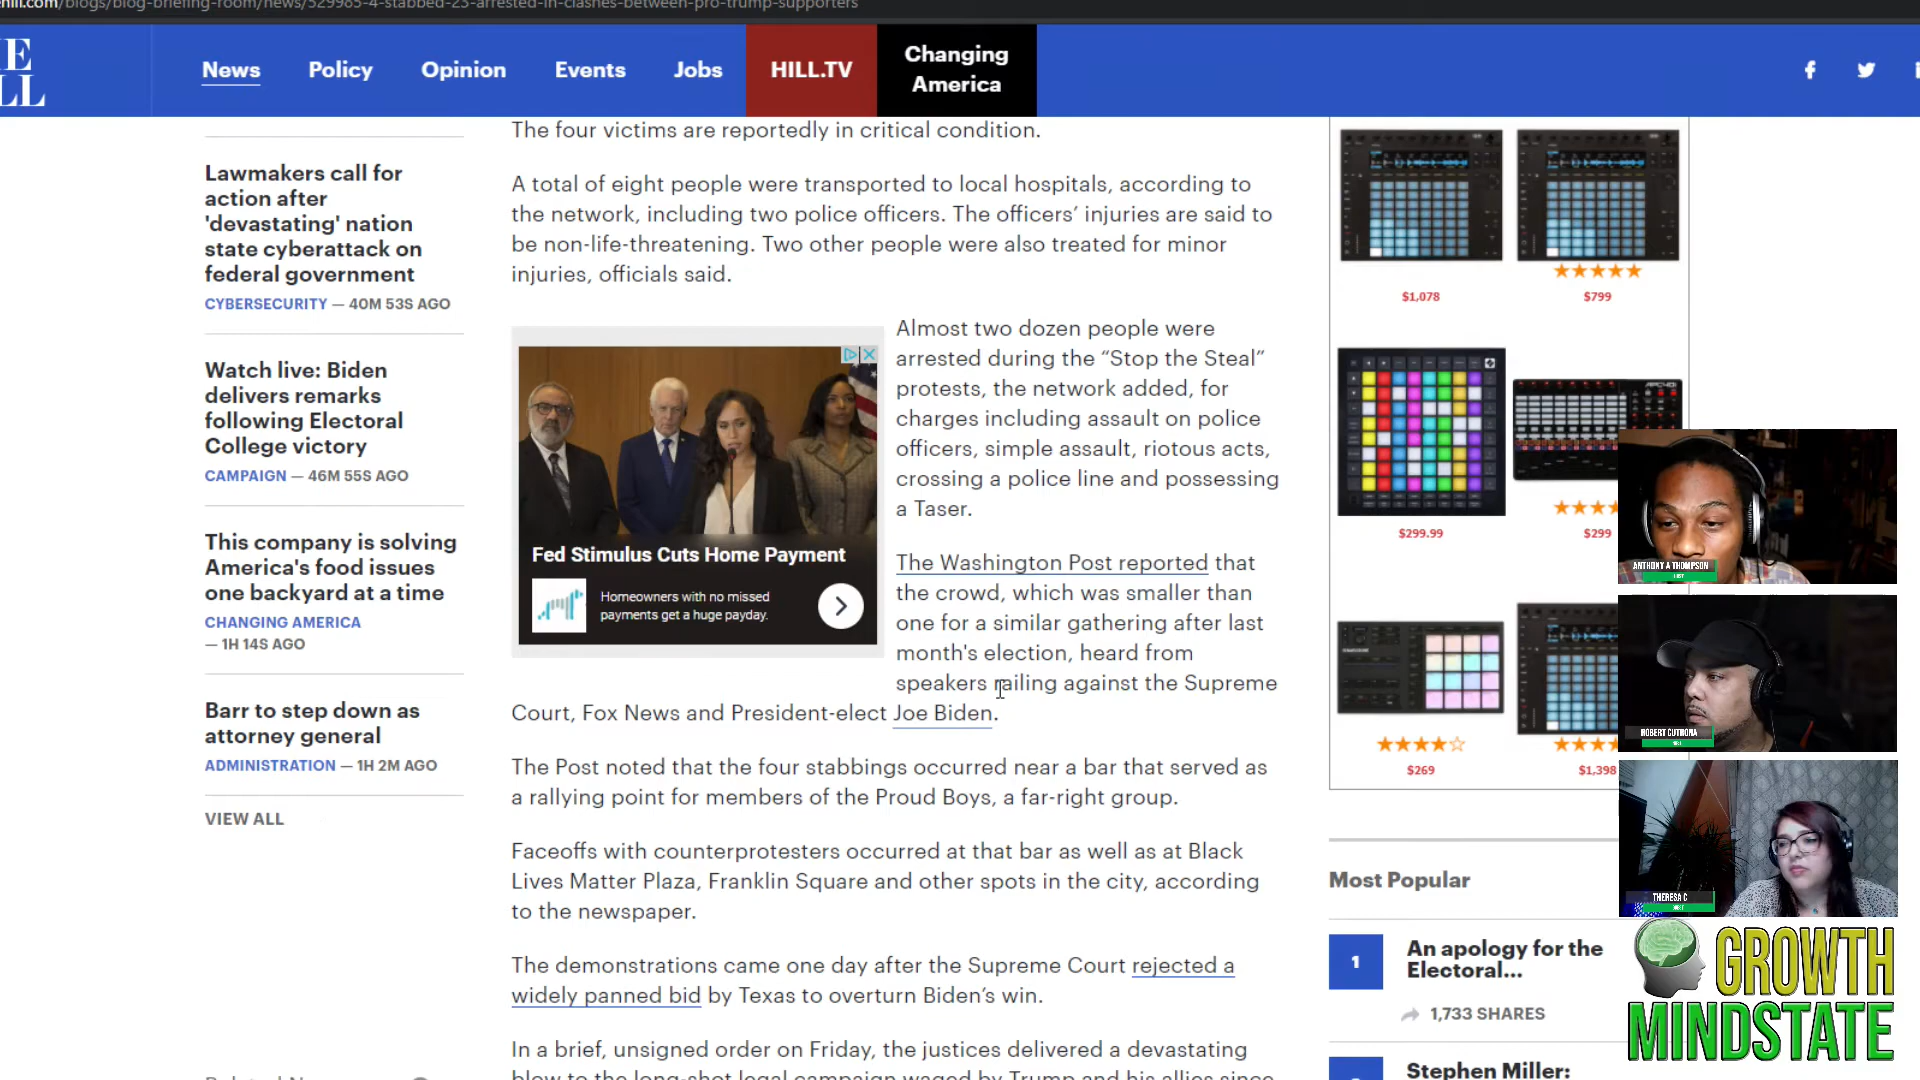 ehill.com/blogs/blog-briefing-room/news/529985-4-stabbed-23-arrested-in-clashes-between-pro-trump-supporters
News
Policy
Opinion
Events
Jobs
HILL.TV
Changing
America
Lawmakers call for
action after
'devastating' nation
state cyberattack on
federal government
CYBERSECURITY — 40M 53S AGO
Watch live: Biden
delivers remarks
following Electoral
College victory
CAMPAIGN — 46M 55S AGO
This company is solving
America's food issues
one backyard at a time
CHANGING AMERICA
— 1H 14S AGO
Barr to step down as
attorney general
ADMINISTRATION — 1H 2M AGO
VIEW ALL
The four victims are reportedly in critical condition.
A total of eight people were transported to local hospitals, according to
the network, including two police officers. The officers’ injuries are said to
be non-life-threatening. Two other people were also treated for minor
injuries, officials said.
Fed Stimulus Cuts Home Payment
Homeowners with no missed
payments get a huge payday.
Almost two dozen people were
arrested during the “Stop the Steal”
protests, the network added, for
charges including assault on police
officers, simple assault, riotous acts,
crossing a police line and possessing
a Taser.
The Washington Post reported that
the crowd, which was smaller than
one for a similar gathering after last
month's election, heard from
speakers railing against the Supreme
Court, Fox News and President-elect Joe Biden.
The Post noted that the four stabbings occurred near a bar that served as
a rallying point for members of the Proud Boys, a far-right group.
Faceoffs with counterprotesters occurred at that bar as well as at Black
Lives Matter Plaza, Franklin Square and other spots in the city, according
to the newspaper.
The demonstrations came one day after the Supreme Court rejected a
widely panned bid by Texas to overturn Biden’s win.
In a brief, unsigned order on Friday, the justices delivered a devastating
blow to the long-shot legal campaign waged by Trump and his allies since
$1,078
$799
$299.99
$299
$269
$1,398
Most Popular
1
An apology for the
Electoral...
1,733 SHARES
Stephen Miller:
ANTHONY A THOMPSON
HOST
THERESA C
GROWTH
MINDSTATE